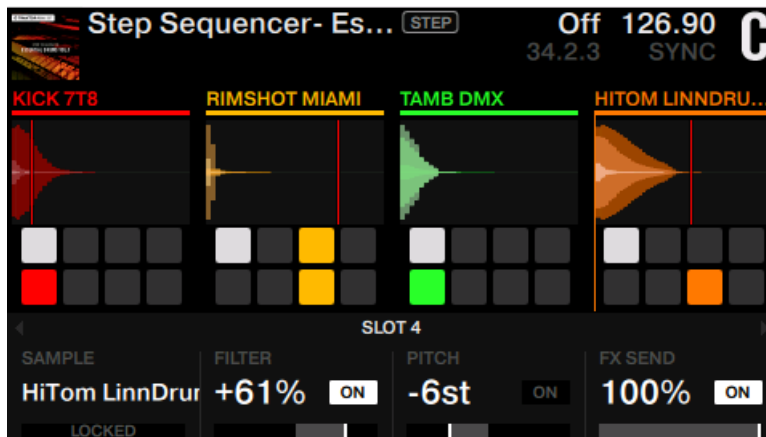 Step Sequencer- Es... STEP Off 126.90 C
34.2.3 SYNC
KICK 7T8 RIMSHOT MIAMI TAMB DMX HITOM LINNDRU...
SLOT 4
SAMPLE FILTER PITCH FX SEND
HiTom LinnDrur +61% ON -6st ON 100% ON
LOCKED